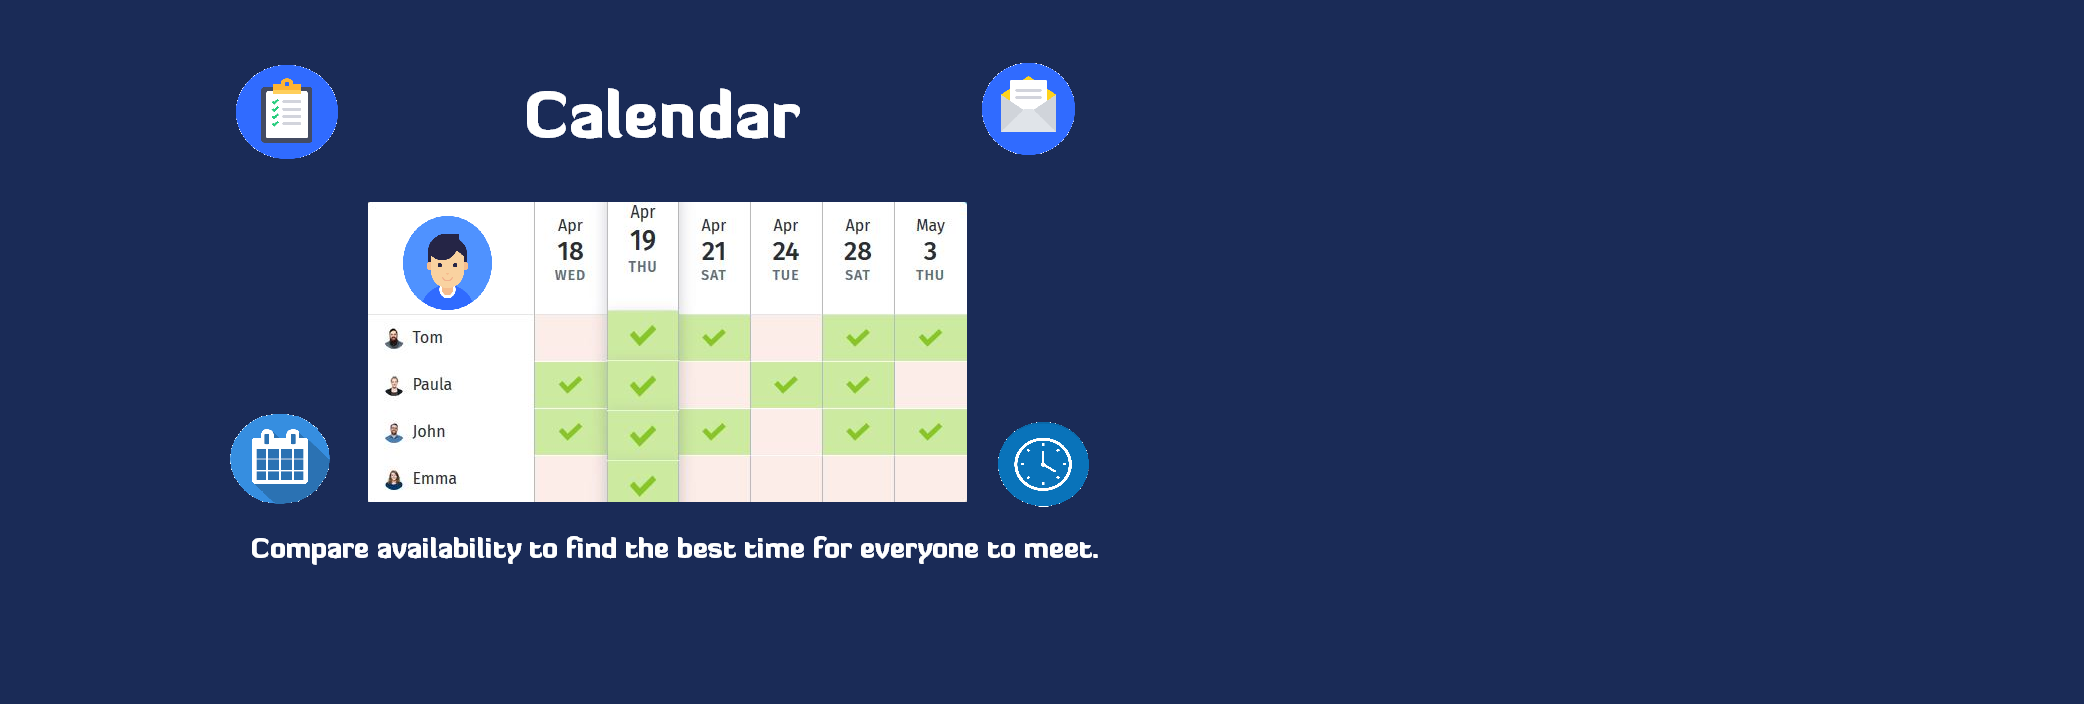 Calendar
Apr Apr Apr Apr Apr May
18 19 21 24 28 3
WED THU SAT TUE SAT THU
Tom
Paula
John
Emma
Compare availability to find the best time for everyone to meet.